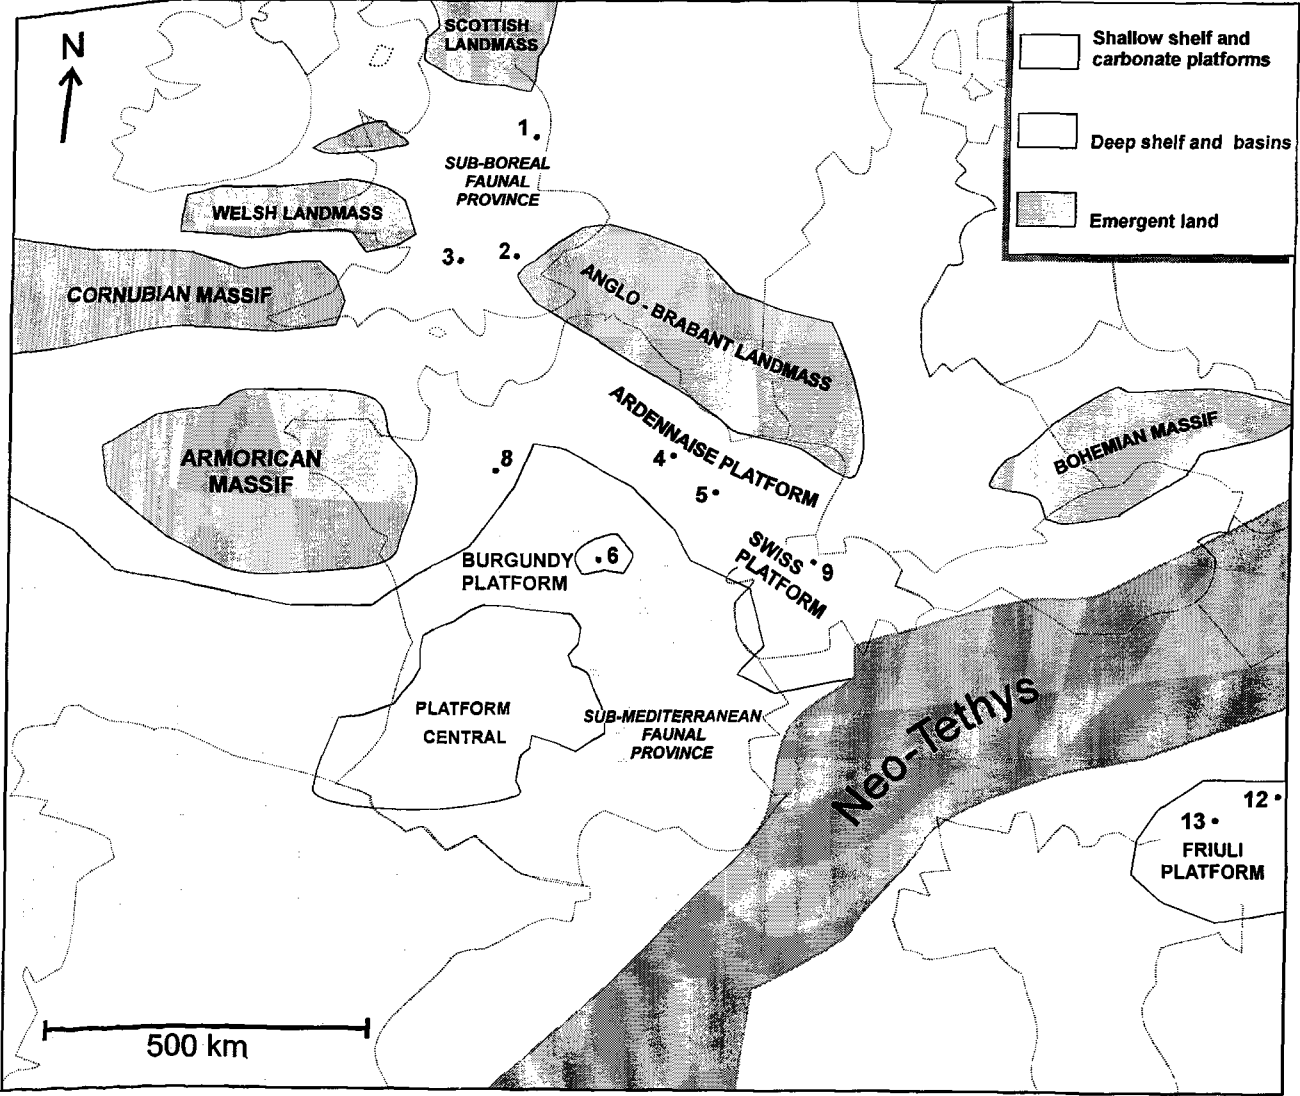 SCOTTISH
LANDMASS
N
Shallow shelf and
carbonate platforms
Deep shelf and basins
Emergent land
1
SUB-BOREAL
FAUNAL
PROVINCE
WELSH LANDMASS
3
2
CORNUBIAN MASSIF
ANGLO - BRABANT LANDMASS
ARDENNAISE PLATFORM
BOHEMIAN MASSIF
ARMORICAN
MASSIF
8
4
5
BURGUNDY
PLATFORM
6
SWISS
PLATFORM
9
PLATFORM
CENTRAL
SUB-MEDITERRANEAN
FAUNAL
PROVINCE
Neo-Tethys
12
13
FRIULI
PLATFORM
500 km